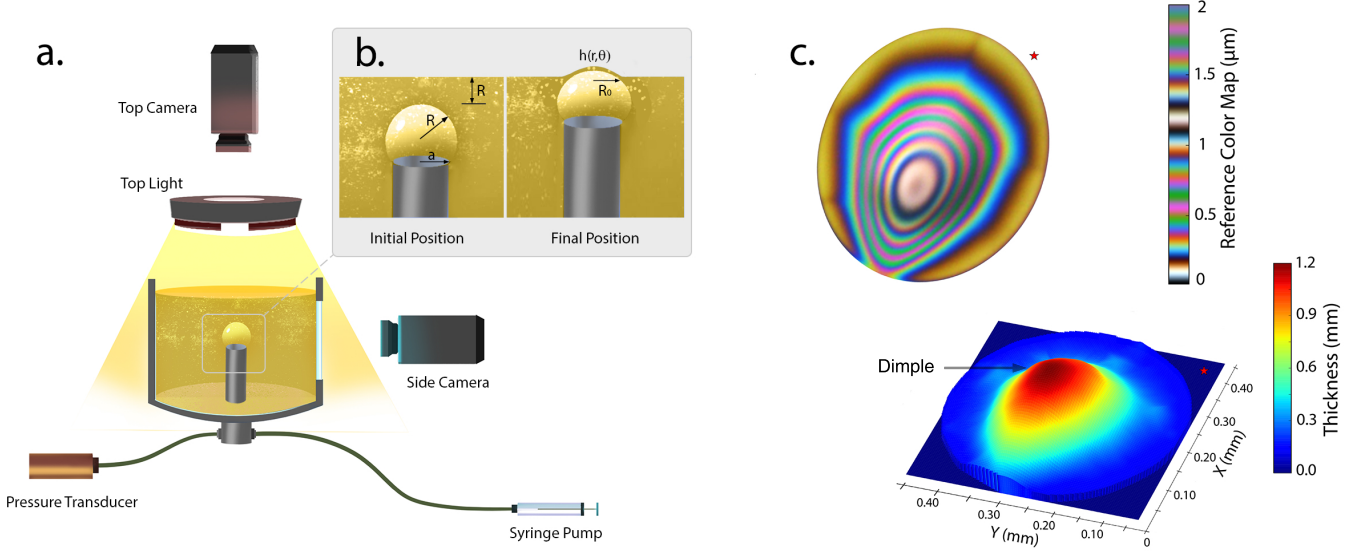 a.
Top Camera
Top Light
Side Camera
Pressure Transducer
Syringe Pump
b.
R
R
a
Initial Position
h(r,θ)
R₀
Final Position
c.
2
1.5
1
0.5
0
Reference Color Map (μm)
Dimple
1.2
0.9
0.6
0.3
0.0
Thickness (mm)
0.40
0.30
0.20
0.10
X (mm)
0.40
0.30
0.20
0.10
0
Y (mm)